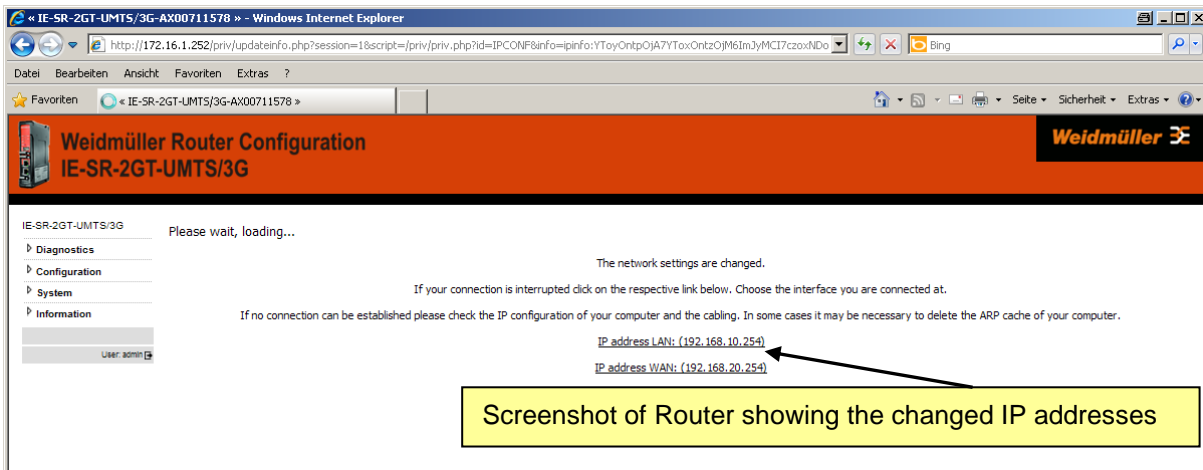 « IE-SR-2GT-UMTS/3G-AX00711578 » - Windows Internet Explorer
http://172.16.1.252/priv/updateinfo.php?session=1&script=/priv/priv.php?id=IPCONF&info=ipinfo:YToyOntpOjA7YToxOntzOjM6ImJyMCI7czoxNDo
Bing
Datei Bearbeiten Ansicht Favoriten Extras ?
Favoriten
« IE-SR-2GT-UMTS/3G-AX00711578 »
Seite Sicherheit Extras
Weidmüller Router Configuration
IE-SR-2GT-UMTS/3G
Weidmüller
IE-SR-2GT-UMTS/3G
Diagnostics
Configuration
System
Information
User: admin
Please wait, loading...
The network settings are changed.
If your connection is interrupted click on the respective link below. Choose the interface you are connected at.
If no connection can be established please check the IP configuration of your computer and the cabling. In some cases it may be necessary to delete the ARP cache of your computer.
IP address LAN: (192.168.10.254)
IP address WAN: (192.168.20.254)
Screenshot of Router showing the changed IP addresses